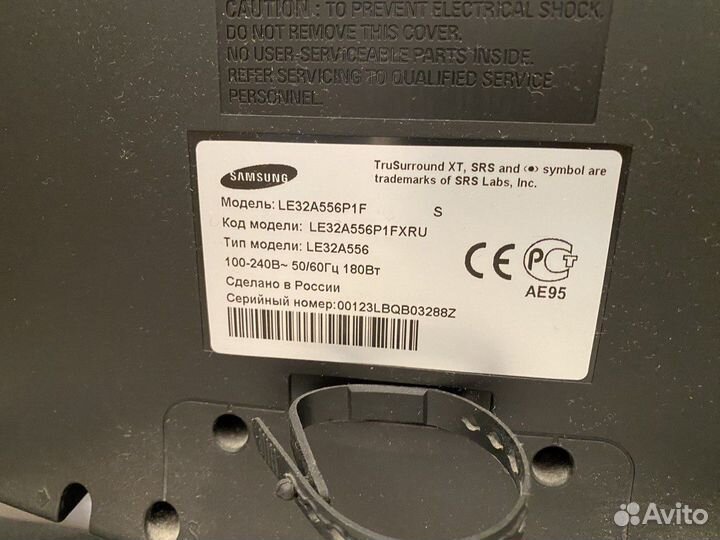 CAUTION : TO PREVENT ELECTRICAL SHOCK,
DO NOT REMOVE THIS COVER.
NO USER-SERVICEABLE PARTS INSIDE.
REFER SERVICING TO QUALIFIED SERVICE
PERSONNEL.
SAMSUNG
TruSurround XT, SRS and (●) symbol are
trademarks of SRS Labs, Inc.
Модель: LE32A556P1F S
Код модели: LE32A556P1FXRU
Тип модели: LE32A556
100-240В~ 50/60Гц 180Вт
Сделано в России
Серийный номер:00123LBQB03288Z
CE РСТ
АЕ95
Avito